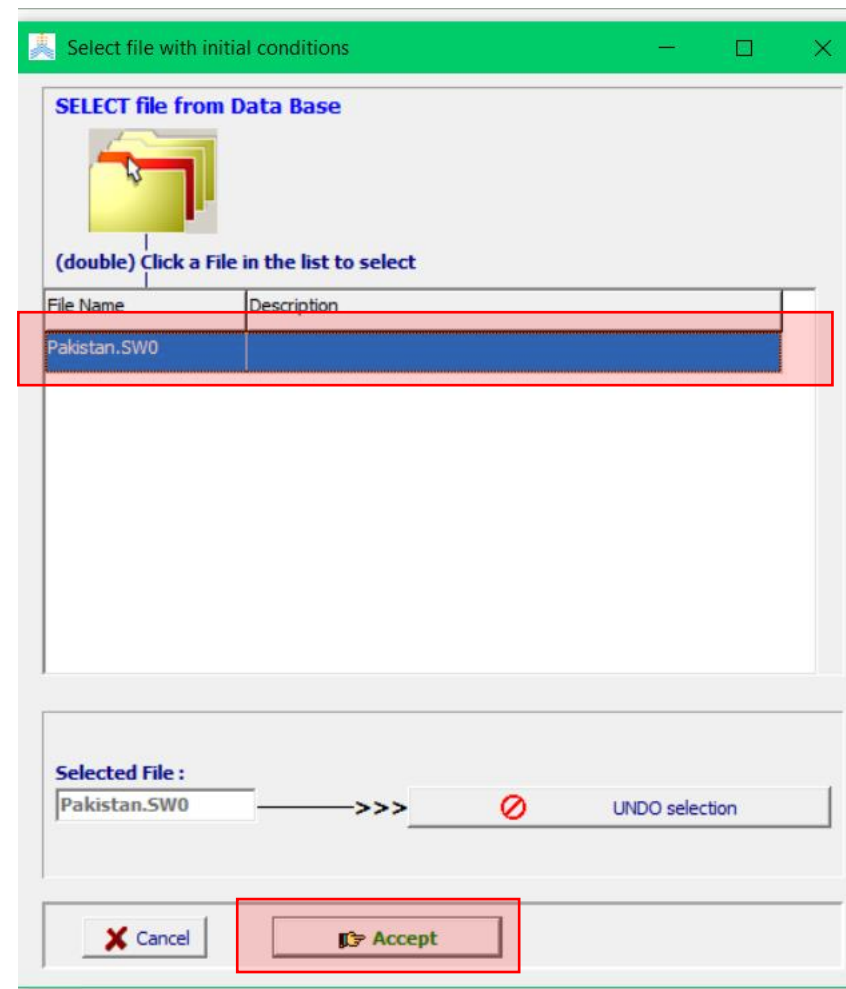 Select file with initial conditions
SELECT file from Data Base
(double) Click a File in the list to select
File Name Description
Pakistan.SW0
Selected File :
Pakistan.SW0 >>> UNDO selection
Cancel Accept